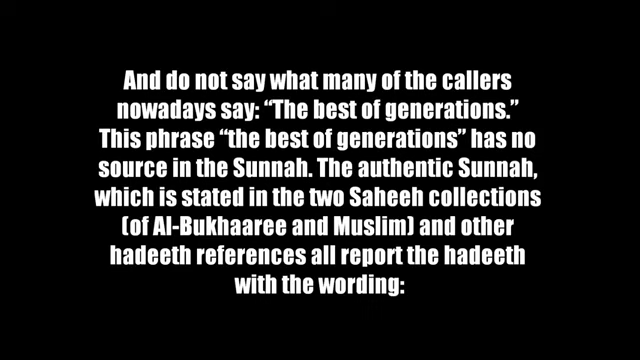 And do not say what many of the callers
nowadays say: “The best of generations.”
This phrase “the best of generations” has no
source in the Sunnah. The authentic Sunnah,
which is stated in the two Saheeh collections
(of Al-Bukhaaree and Muslim) and other
hadeeth references all report the hadeeth
with the wording: